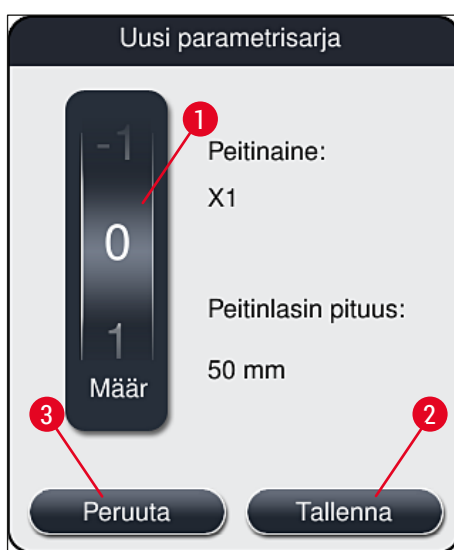 Uusi parametrisarja
1
-1
0
1
Määr
Peitinaine:
X1
Peitinlasin pituus:
50 mm
3
2
Peruuta
Tallenna